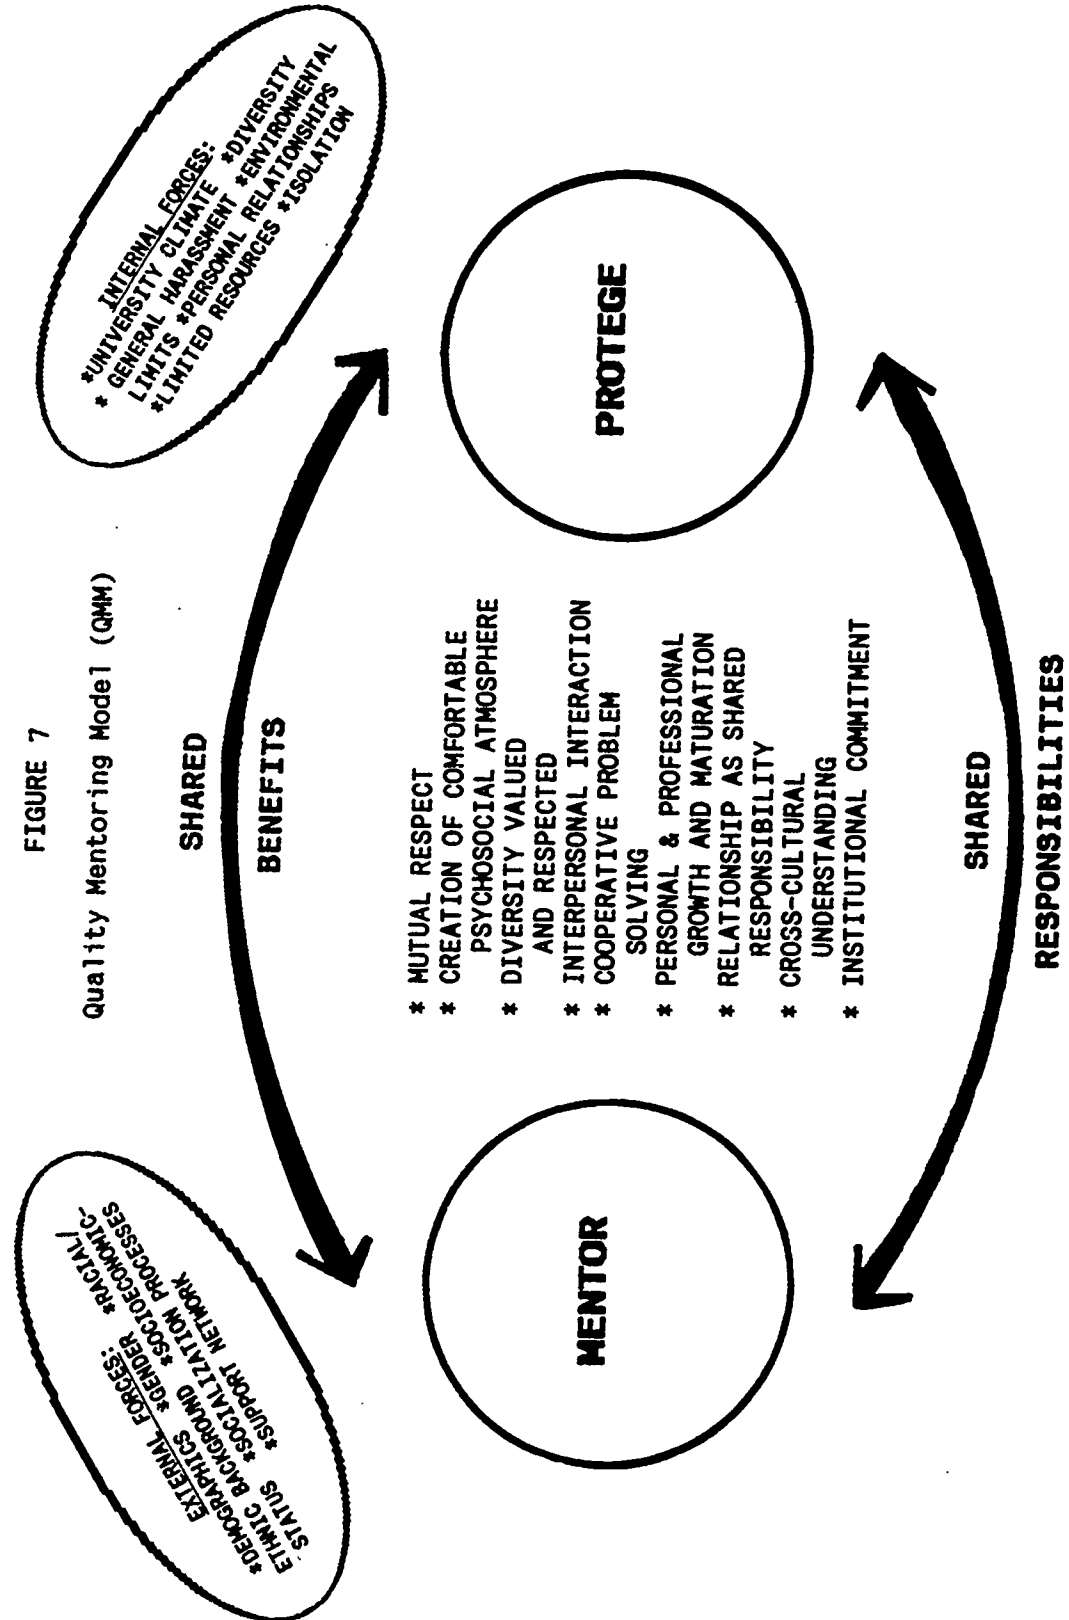 FIGURE 7
Quality Mentoring Model (QMM)
EXTERNAL FORCES:
*DEMOGRAPHICS *GENDER *RACIAL/
ETHNIC BACKGROUND *SOCIOECONOMIC-
STATUS *SOCIALIZATION PROCESSES
*SUPPORT NETWORK
INTERNAL FORCES:
*UNIVERSITY CLIMATE *DIVERSITY
* GENERAL HARASSMENT *ENVIRONMENTAL
LIMITS *PERSONAL RELATIONSHIPS
*LIMITED RESOURCES *ISOLATION
SHARED
BENEFITS
MENTOR
* MUTUAL RESPECT
* CREATION OF COMFORTABLE
PSYCHOSOCIAL ATMOSPHERE
* DIVERSITY VALUED
AND RESPECTED
* INTERPERSONAL INTERACTION
* COOPERATIVE PROBLEM
SOLVING
* PERSONAL & PROFESSIONAL
GROWTH AND MATURATION
* RELATIONSHIP AS SHARED
RESPONSIBILITY
* CROSS-CULTURAL
UNDERSTANDING
* INSTITUTIONAL COMMITMENT
PROTEGE
SHARED
RESPONSIBILITIES